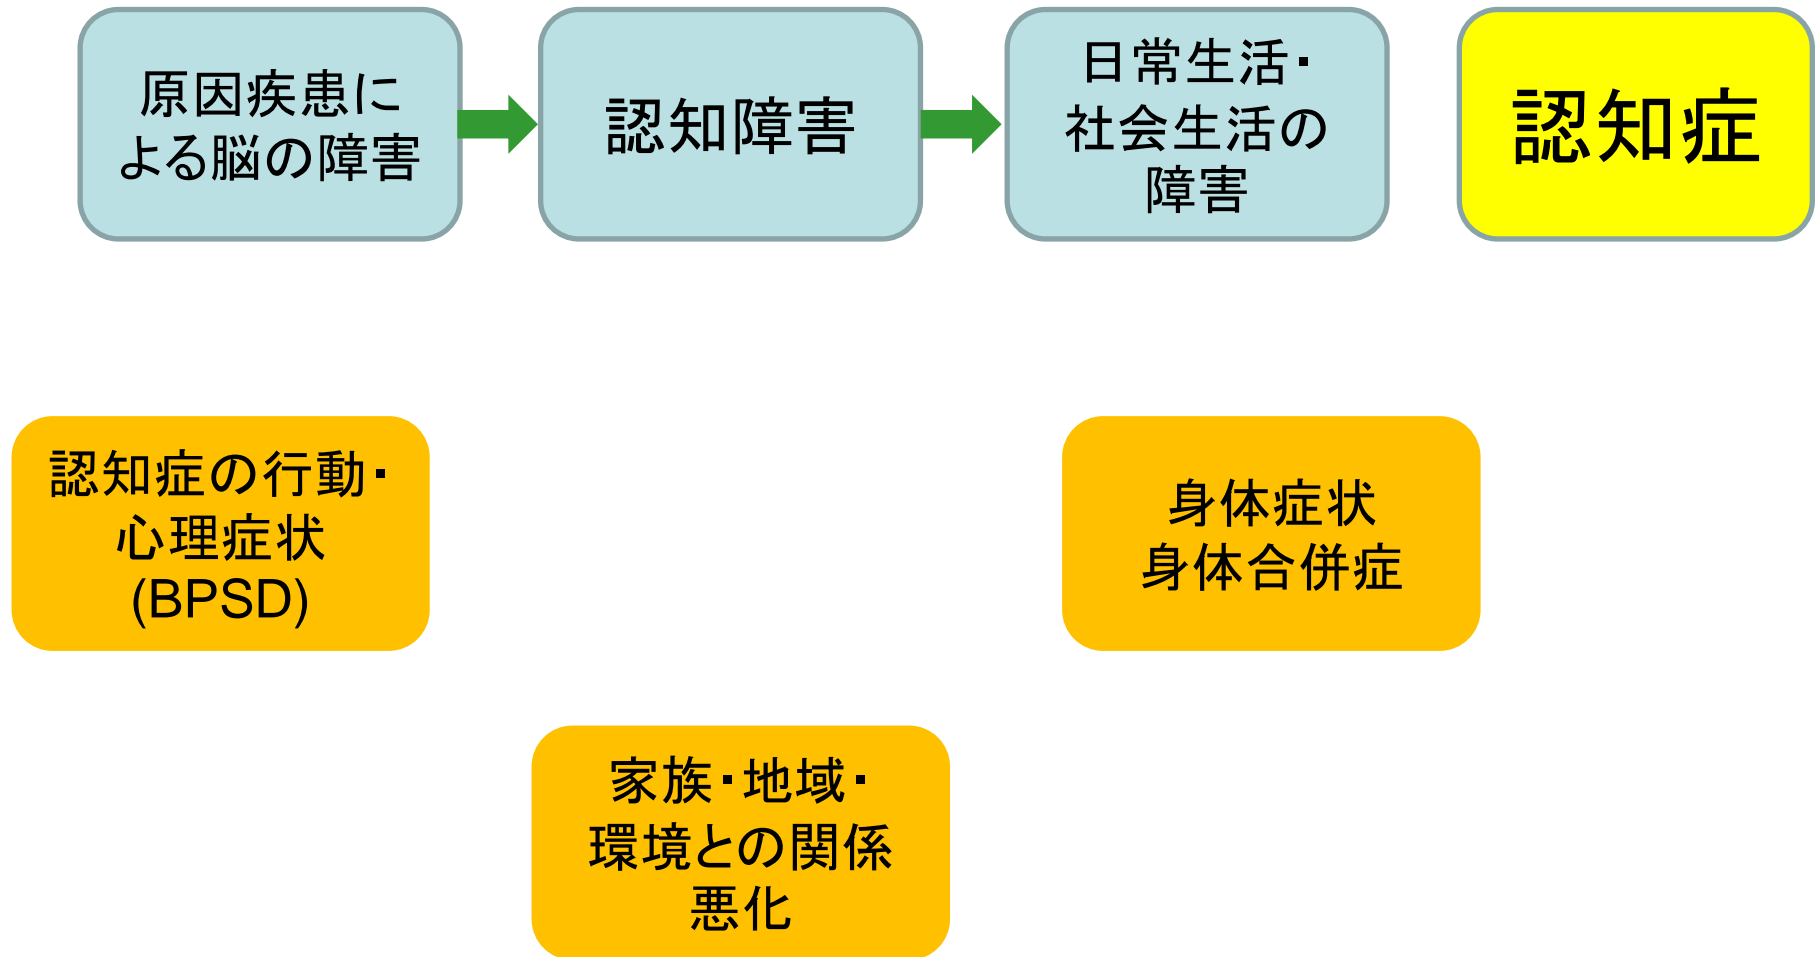 原因疾患に
よる脳の障害
認知障害
日常生活・
社会生活の
障害
認知症
認知症の行動・
心理症状
(BPSD)
身体症状
身体合併症
家族・地域・
環境との関係
悪化